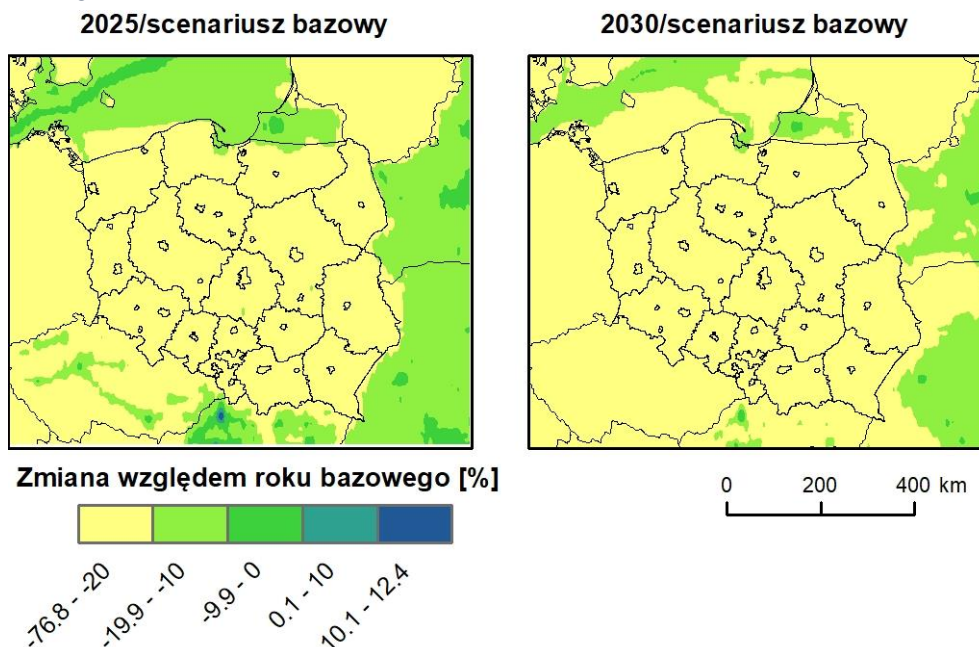 2025/scenariusz bazowy
2030/scenariusz bazowy
Zmiana względem roku bazowego [%]
-76.8 - -20
-19.9 - -10
-9.9 - 0
0.1 - 10
10.1 - 12.4
0 200 400 km